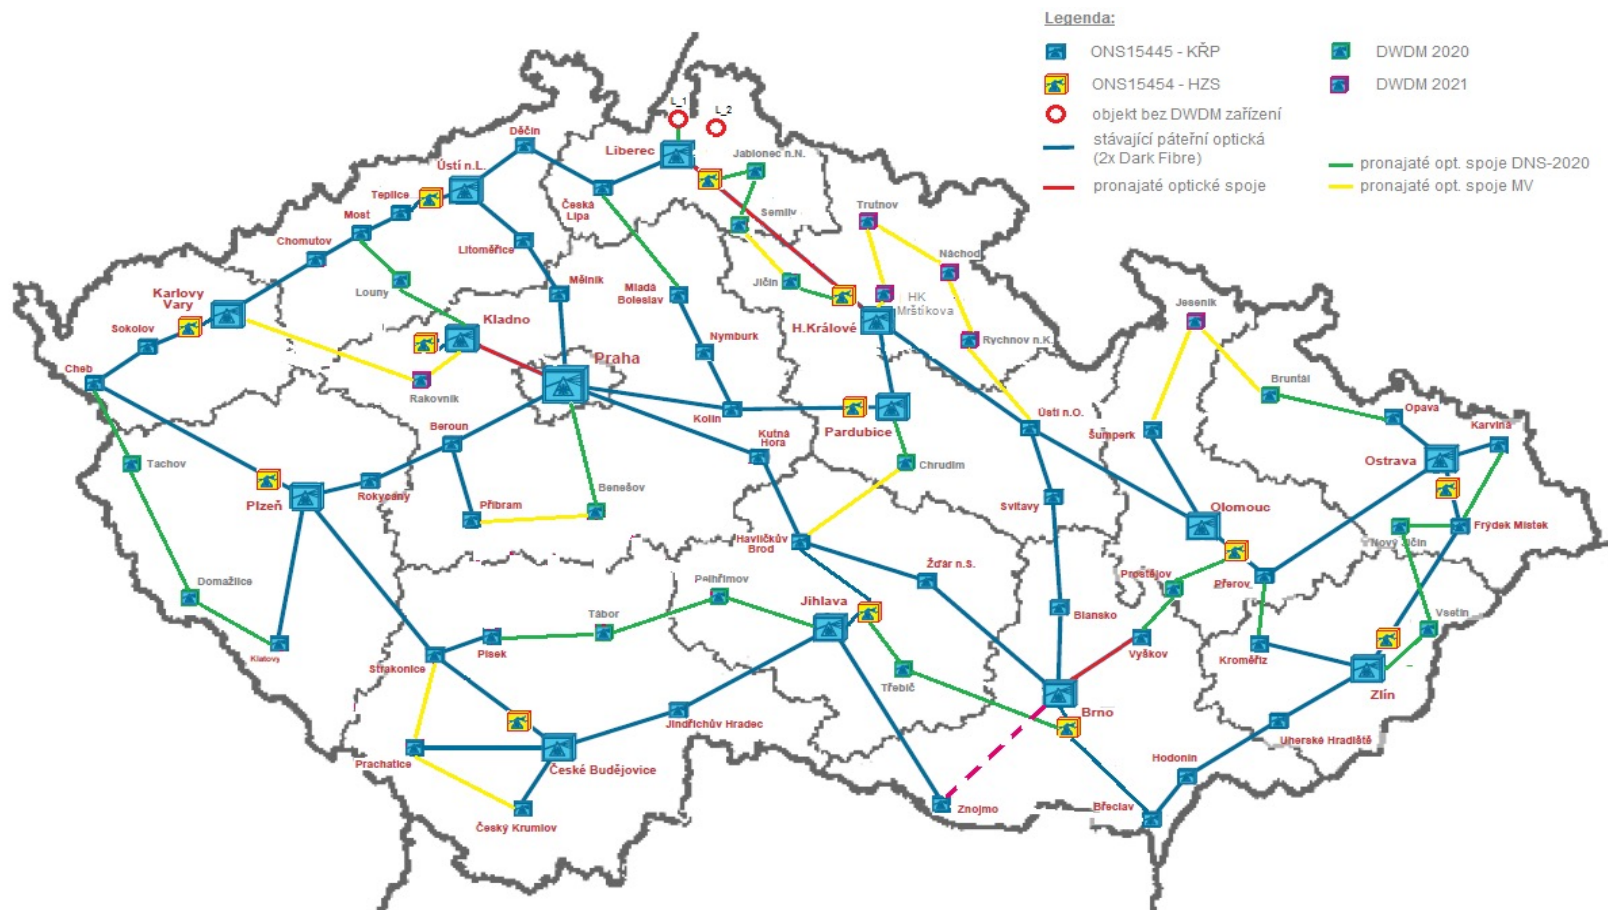 Legenda:
ONS15445 - KŘP
DWDM 2020
ONS15454 - HZS
DWDM 2021
objekt bez DWDM zařízení
stávající páteřní optická
(2x Dark Fibre)
pronajaté opt. spoje DNS-2020
pronajaté optické spoje
pronajaté opt. spoje MV
L_1
L_2
Děčín
Liberec
Jablonec n.N.
Ústí n.L.
Teplice
Česká
Lípa
Semily
Trutnov
Most
Chomutov
Litoměřice
Náchod
Mělník
Mladá
Boleslav
Jičín
Louny
Karlovy
Vary
HK
Mrštíkova
Jeseník
Sokolov
Kladno
H.Králové
Nymburk
Rychnov n.K.
Praha
Cheb
Rakovník
Bruntál
Kolín
Opava
Ústí n.O.
Beroun
Kutná
Hora
Pardubice
Šumperk
Karviná
Ostrava
Tachov
Chrudim
Plzeň
Rokycany
Benešov
Příbram
Svitavy
Olomouc
Frýdek Místek
Havlíčkův
Brod
Nový Jičín
Žďár n.S.
Domažlice
Pelhřimov
Prostějov
Přerov
Tábor
Jihlava
Blansko
Vsetín
Klatovy
Strakonice
Písek
Vyškov
Kroměříž
Třebíč
Zlín
Brno
Jindřichův Hradec
Uherské Hradiště
Prachatice
České Budějovice
Hodonín
Znojmo
Břeclav
Český Krumlov